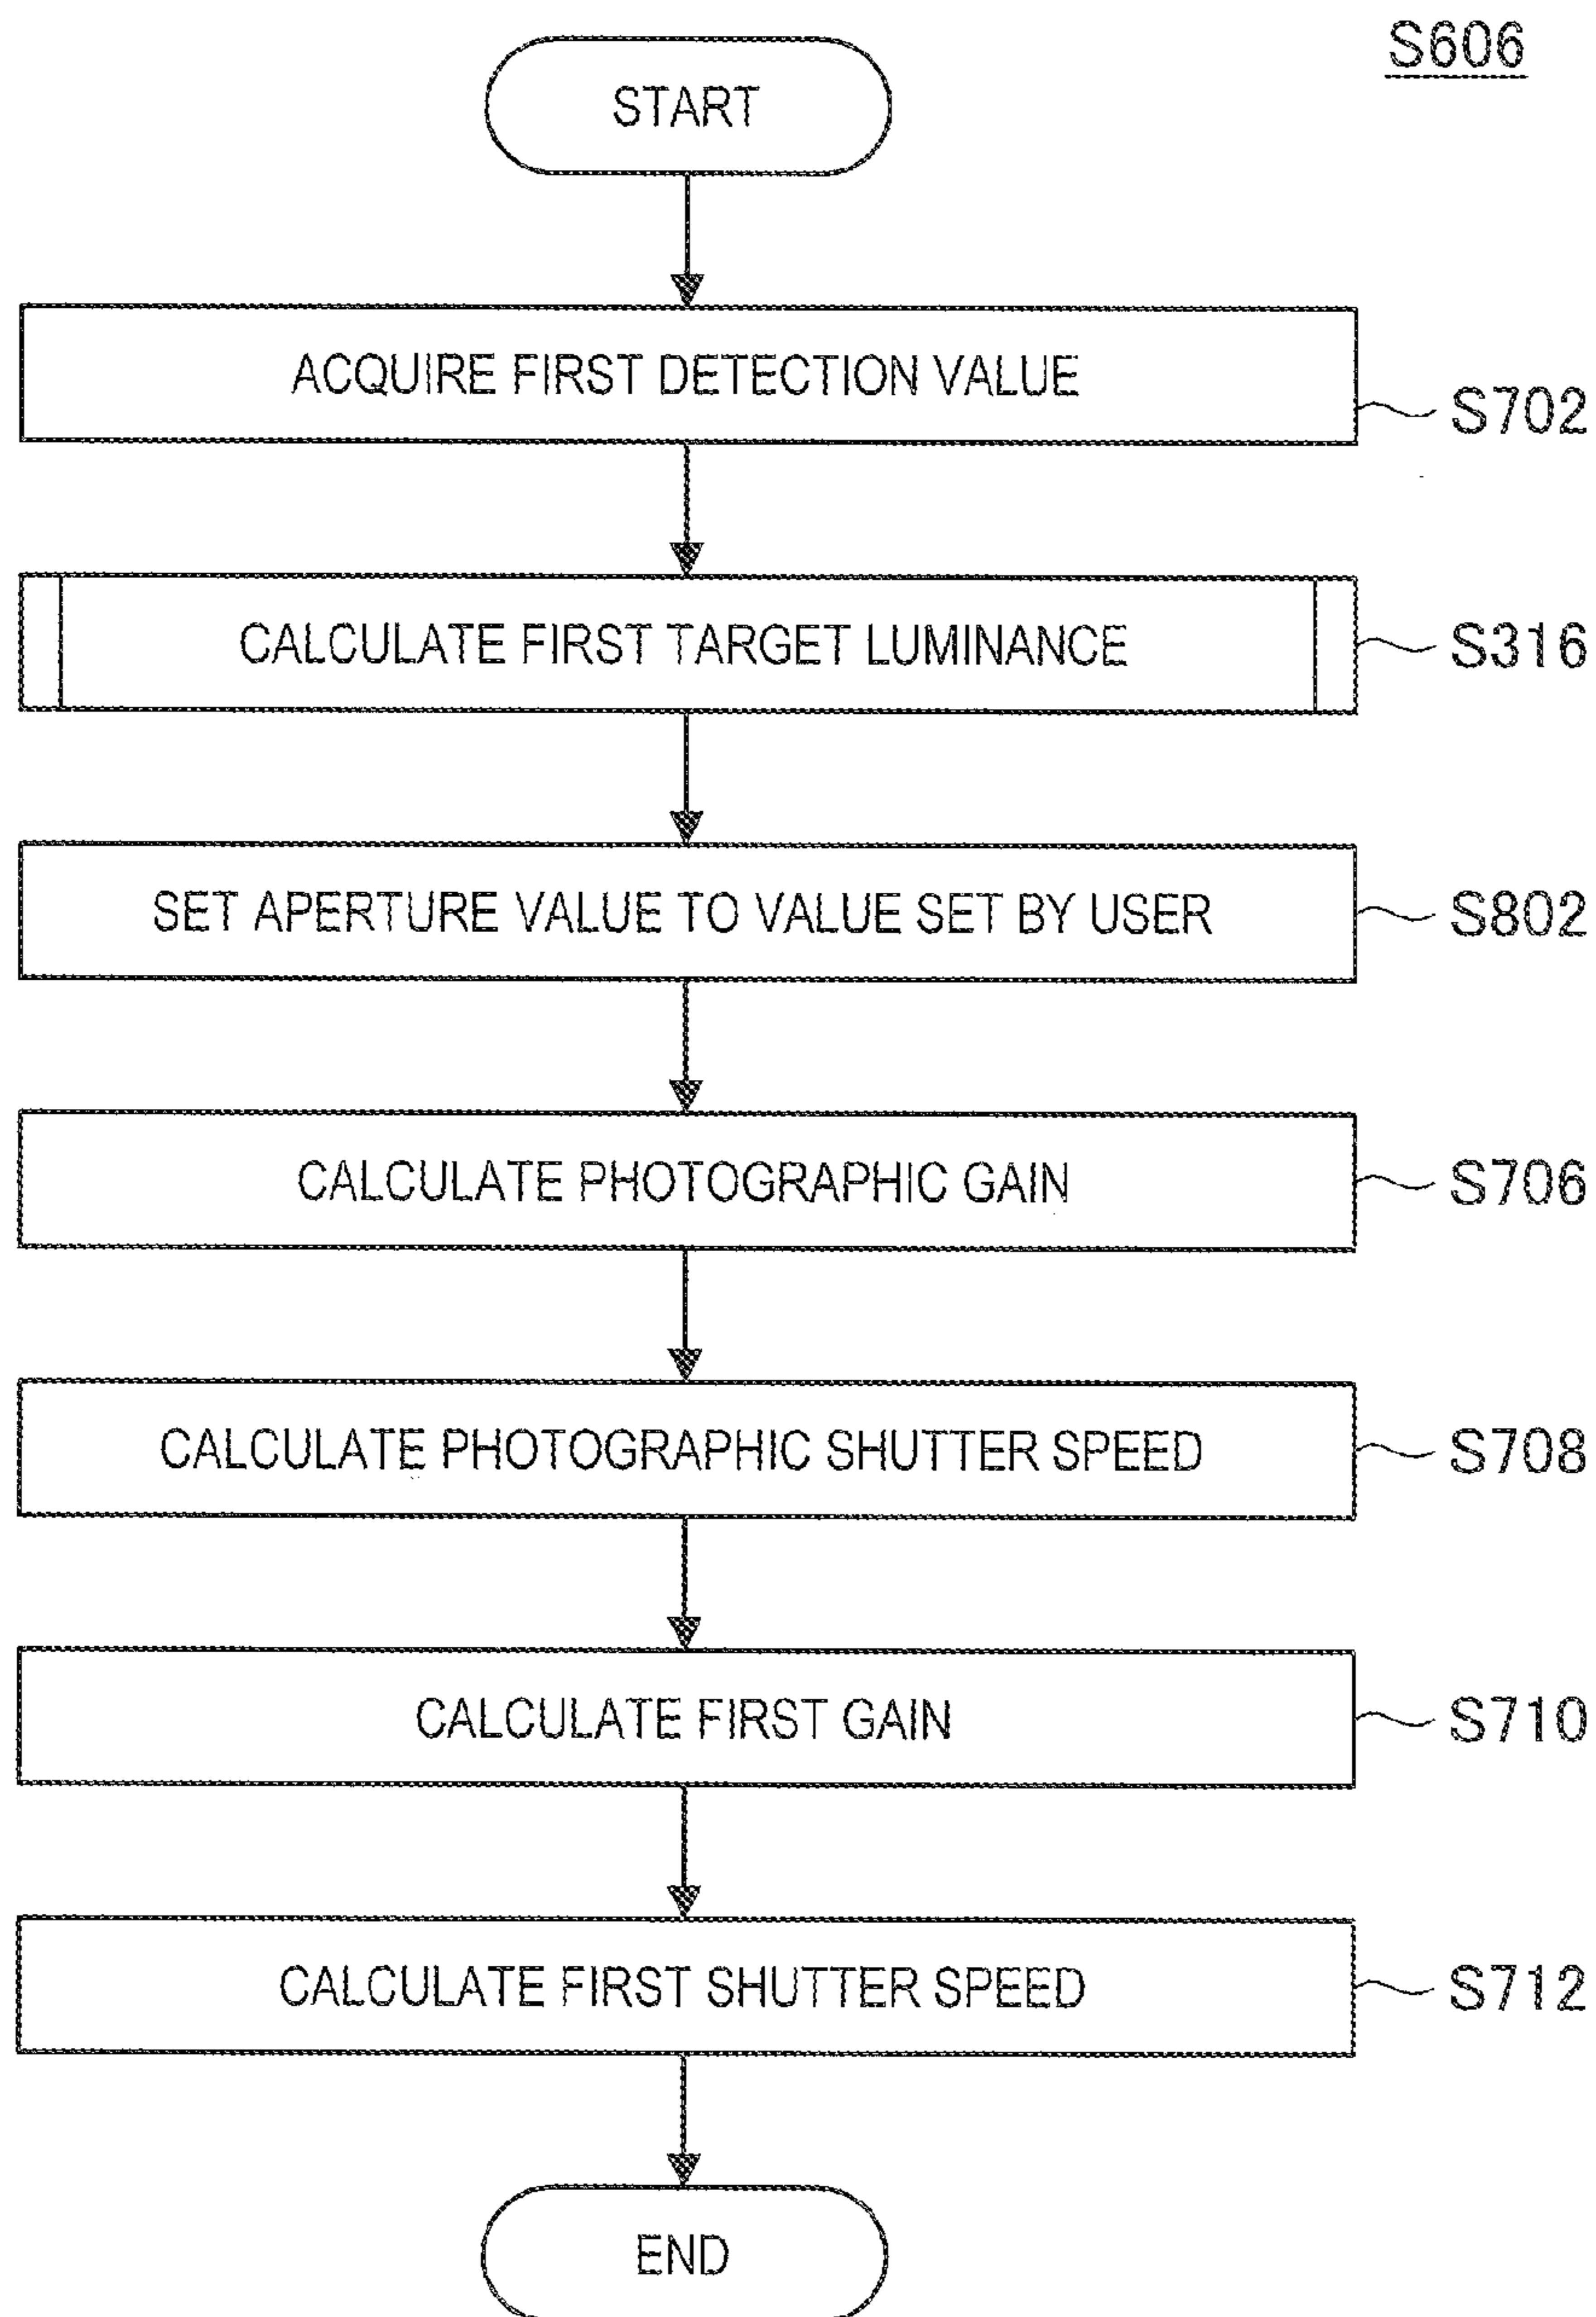 S606
START
ACQUIRE FIRST DETECTION VALUE
S702
CALCULATE FIRST TARGET LUMINANCE
S316
SET APERTURE VALUE TO VALUE SET BY USER
S802
CALCULATE PHOTOGRAPHIC GAIN
S706
CALCULATE PHOTOGRAPHIC SHUTTER SPEED
S708
CALCULATE FIRST GAIN
S710
CALCULATE FIRST SHUTTER SPEED
S712
END